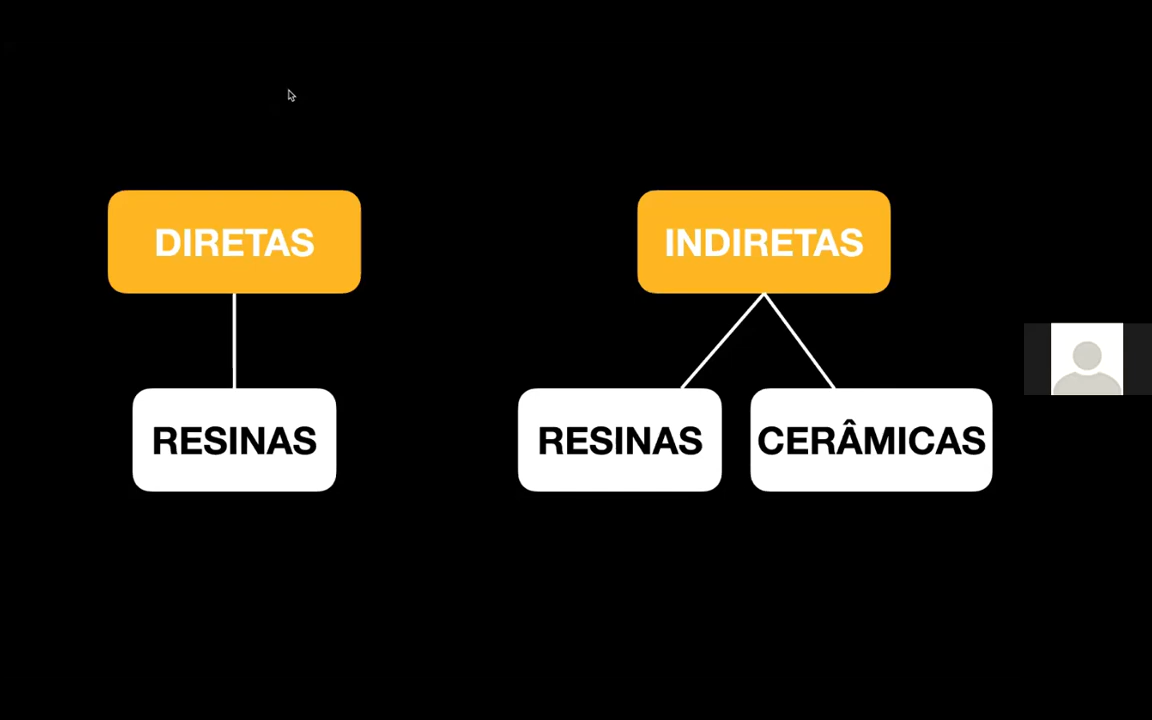 DIRETAS
INDIRETAS
RESINAS
RESINAS
CERÂMICAS